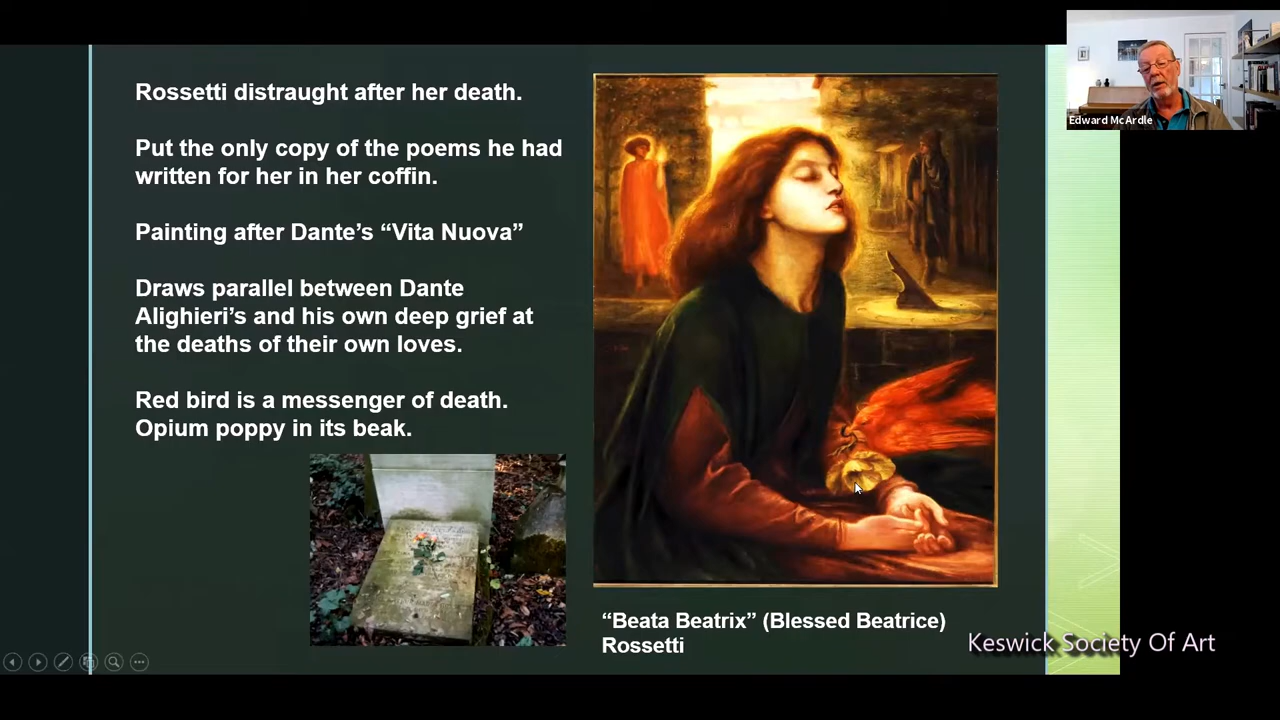 Rossetti distraught after her death.
Put the only copy of the poems he had
written for her in her coffin.
Painting after Dante’s “Vita Nuova”
Draws parallel between Dante
Alighieri’s and his own deep grief at
the deaths of their own loves.
Red bird is a messenger of death.
Opium poppy in its beak.
“Beata Beatrix” (Blessed Beatrice)
Rossetti
Edward McArdle
Keswick Society Of Art